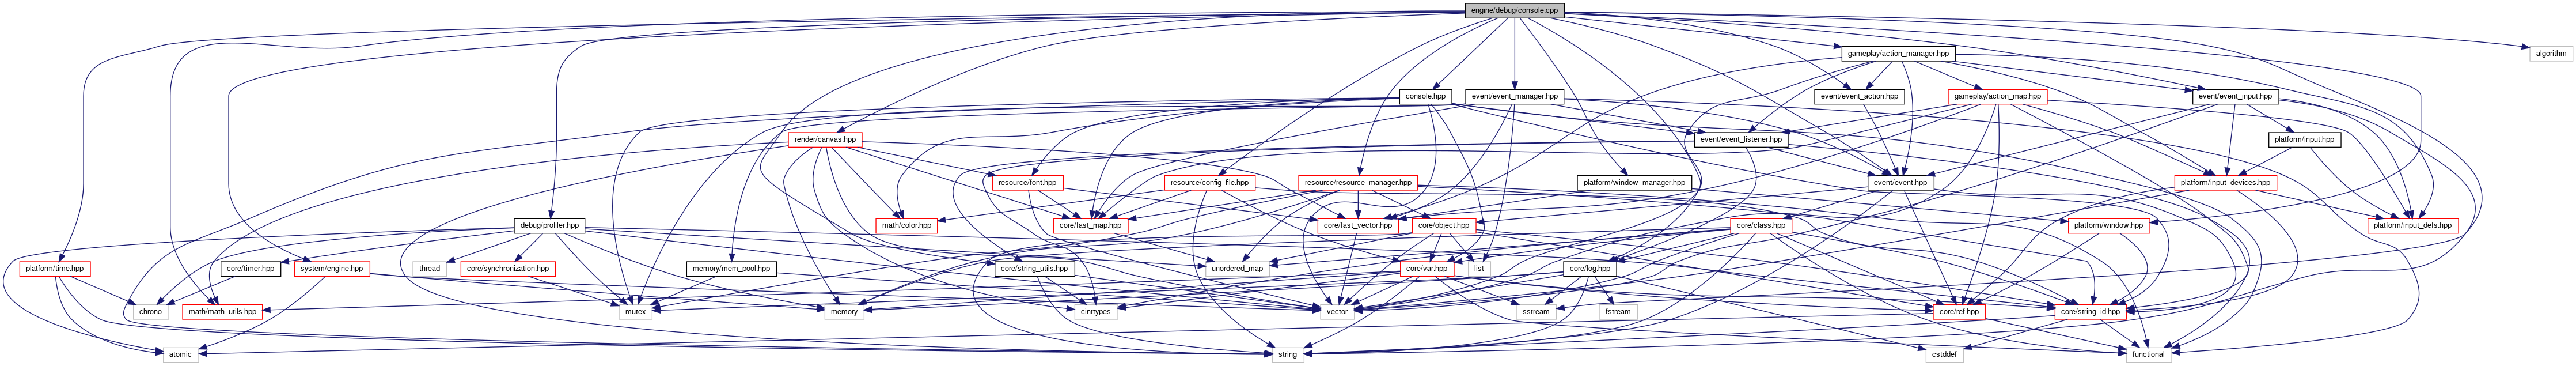 engine/debug/console.cpp
gameplay/action_manager.hpp
algorithm
console.hpp
event/event_manager.hpp
event/event_action.hpp
gameplay/action_map.hpp
event/event_input.hpp
render/canvas.hpp
event/event_listener.hpp
platform/input.hpp
resource/font.hpp
resource/config_file.hpp
resource/resource_manager.hpp
platform/window_manager.hpp
event/event.hpp
platform/input_devices.hpp
debug/profiler.hpp
math/color.hpp
core/fast_map.hpp
core/fast_vector.hpp
core/object.hpp
core/class.hpp
platform/window.hpp
platform/input_defs.hpp
platform/time.hpp
core/timer.hpp
system/engine.hpp
thread
core/synchronization.hpp
memory/mem_pool.hpp
core/string_utils.hpp
unordered_map
core/var.hpp
list
core/log.hpp
chrono
math/math_utils.hpp
mutex
memory
cinttypes
vector
sstream
fstream
core/ref.hpp
core/string_id.hpp
atomic
string
cstddef
functional